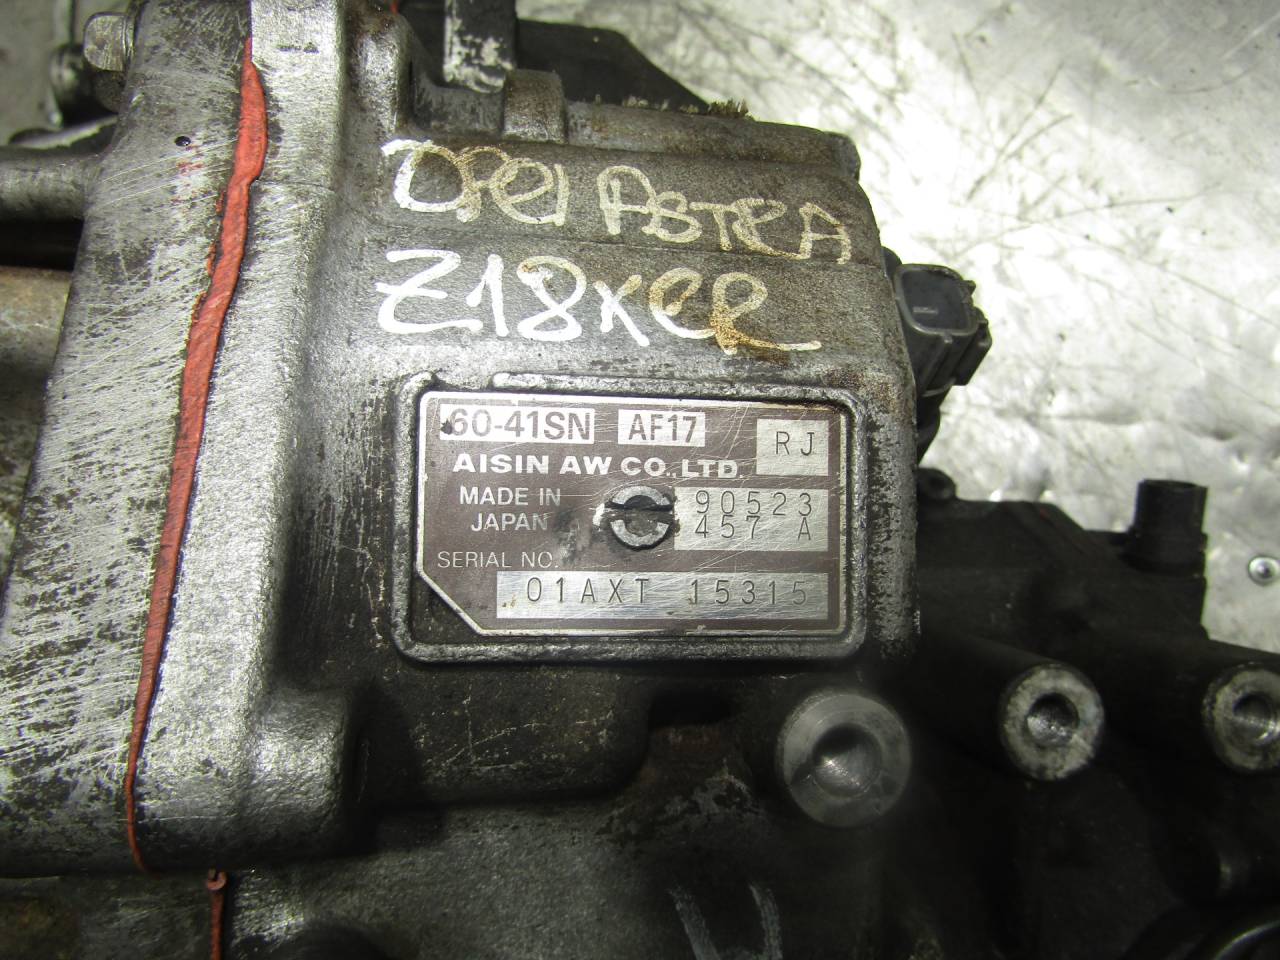 OPEl ASTRA
Z18XER
60-41SN AF17 RJ
AISIN AW CO., LTD.
MADE IN JAPAN
90523
457 A
SERIAL NO.
01AXT 15315